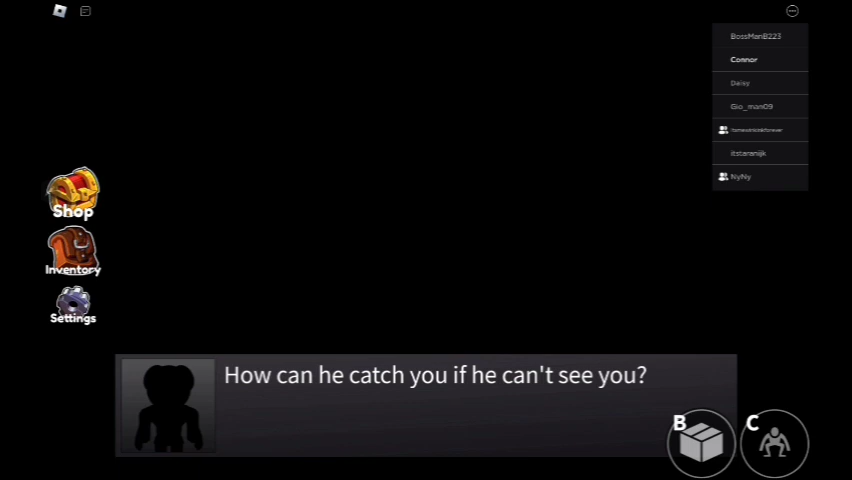 BossManB223
Connor
Daisy
Gio_man09
itstaranijk
NyNy
Shop
Inventory
Settings
How can he catch you if he can't see you?
B
C